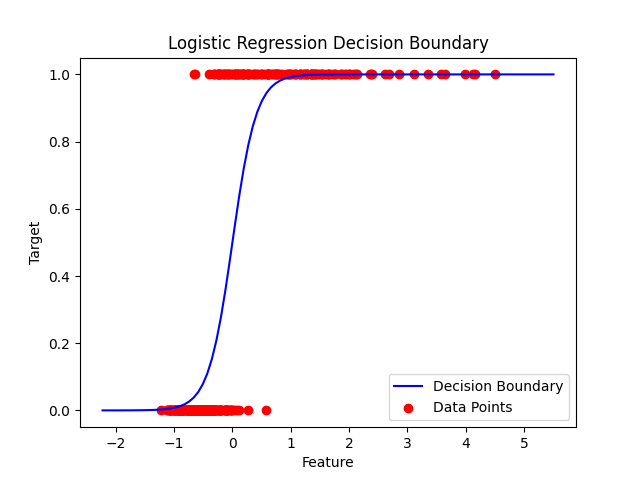 Logistic Regression Decision Boundary
1.0
0.8
0.6
0.4
0.2
0.0
Target
−2
−1
0
1
2
3
4
5
Feature
Decision Boundary
Data Points